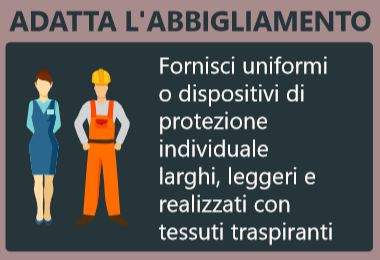 ADATTA L'ABBIGLIAMENTO
Fornisci uniformi
o dispositivi di
protezione
individuale
larghi, leggeri e
realizzati con
tessuti traspiranti